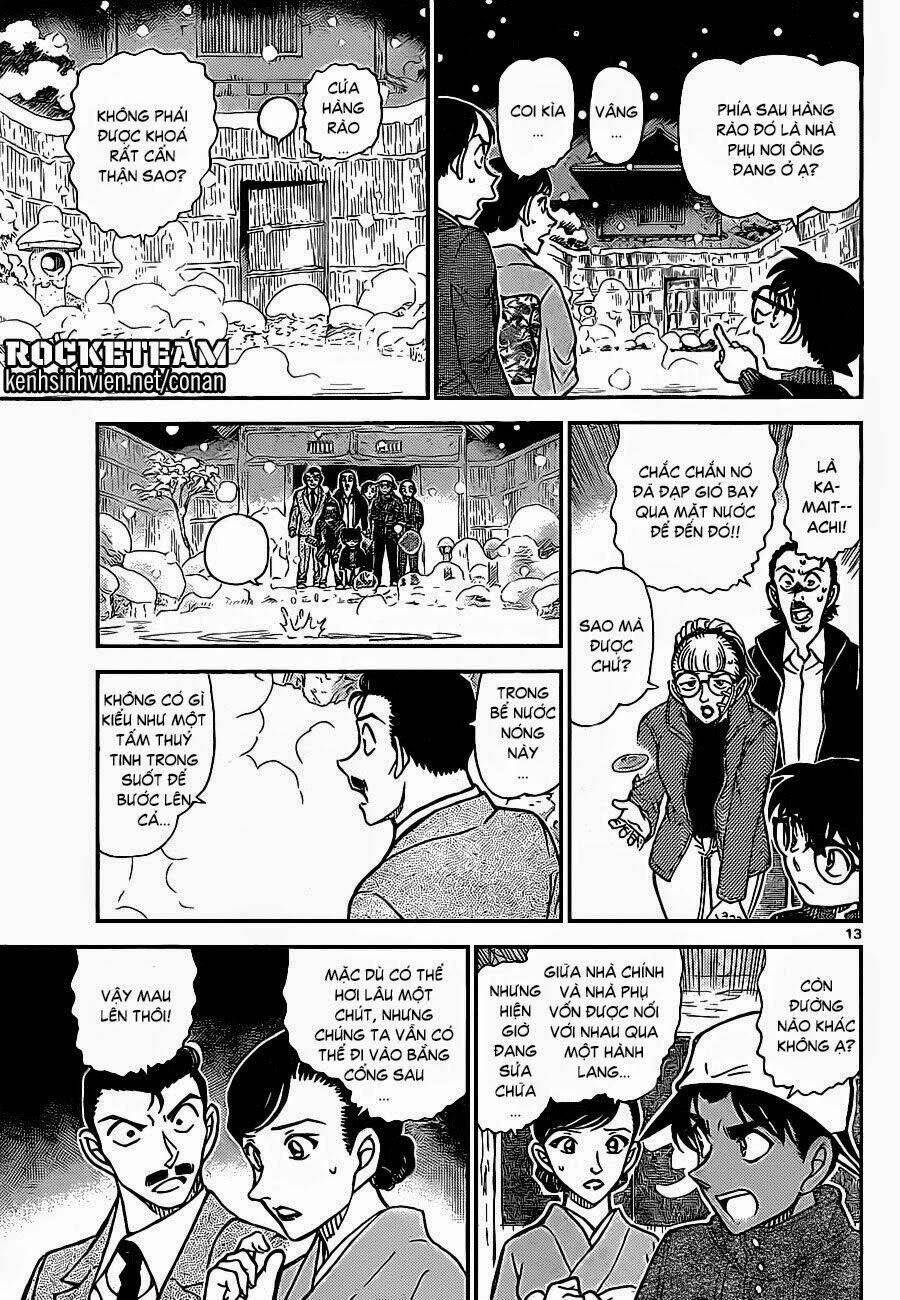 PHÍA SAU HÀNG
RÀO ĐÓ LÀ NHÀ
PHỤ NƠI ÔNG
ĐANG Ở Ạ?
VÂNG
COI KÌA
...
CỬA
HÀNG
RÀO...
KHÔNG PHẢI
ĐƯỢC KHOÁ
RẤT CẨN
THẬN SAO?
ROCKETEAM
kenhsinhvien.net/conan
LÀ
KA-
MAIT--
ACHI!
CHẮC CHẮN NÓ
ĐÃ ĐẠP GIÓ BAY
QUA MẶT NƯỚC
ĐỂ ĐẾN ĐÓ!!
SAO MÀ
ĐƯỢC
CHỨ?
TRONG
BỂ NƯỚC
NÓNG
NÀY
...
KHÔNG CÓ GÌ
KIỂU NHƯ MỘT
TẤM THUỶ
TINH TRONG
SUỐT ĐỂ
BƯỚC LÊN
CẢ...
13
CÒN
ĐƯỜNG
NÀO KHÁC
KHÔNG Ạ?
GIỮA NHÀ CHÍNH
VÀ NHÀ PHỤ
VỐN ĐƯỢC NỐI
VỚI NHAU QUA
MỘT HÀNH
LANG...
NHƯNG
HIỆN
GIỜ
ĐANG
SỬA
CHỮA
...
MẶC DÙ CÓ THỂ
HƠI LÂU MỘT
CHÚT, NHƯNG
CHÚNG TA VẪN CÓ
THỂ ĐI VÀO BẰNG
CỔNG SAU
...
VẬY MAU
LÊN THÔI!